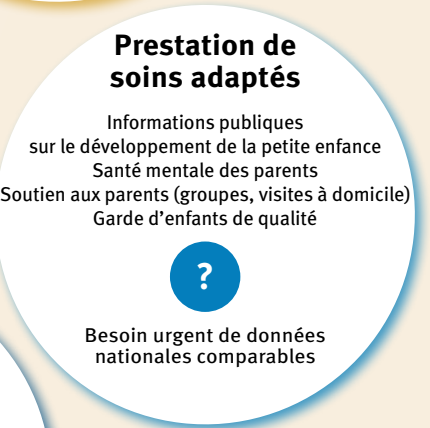 Prestation de
soins adaptés
Informations publiques
sur le développement de la petite enfance
Santé mentale des parents
Soutien aux parents (groupes, visites à domicile)
Garde d’enfants de qualité
?
Besoin urgent de données
nationales comparables